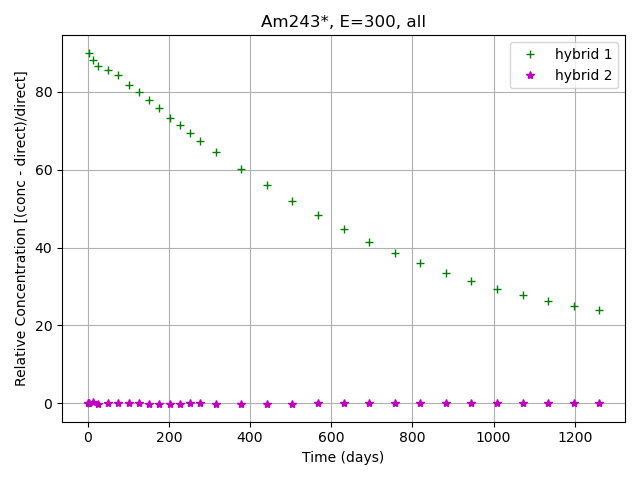 Am243*, E=300, all
hybrid 1
hybrid 2
Relative Concentration [(conc - direct)/direct]
80
60
40
20
0
0 200 400 600 800 1000 1200
Time (days)